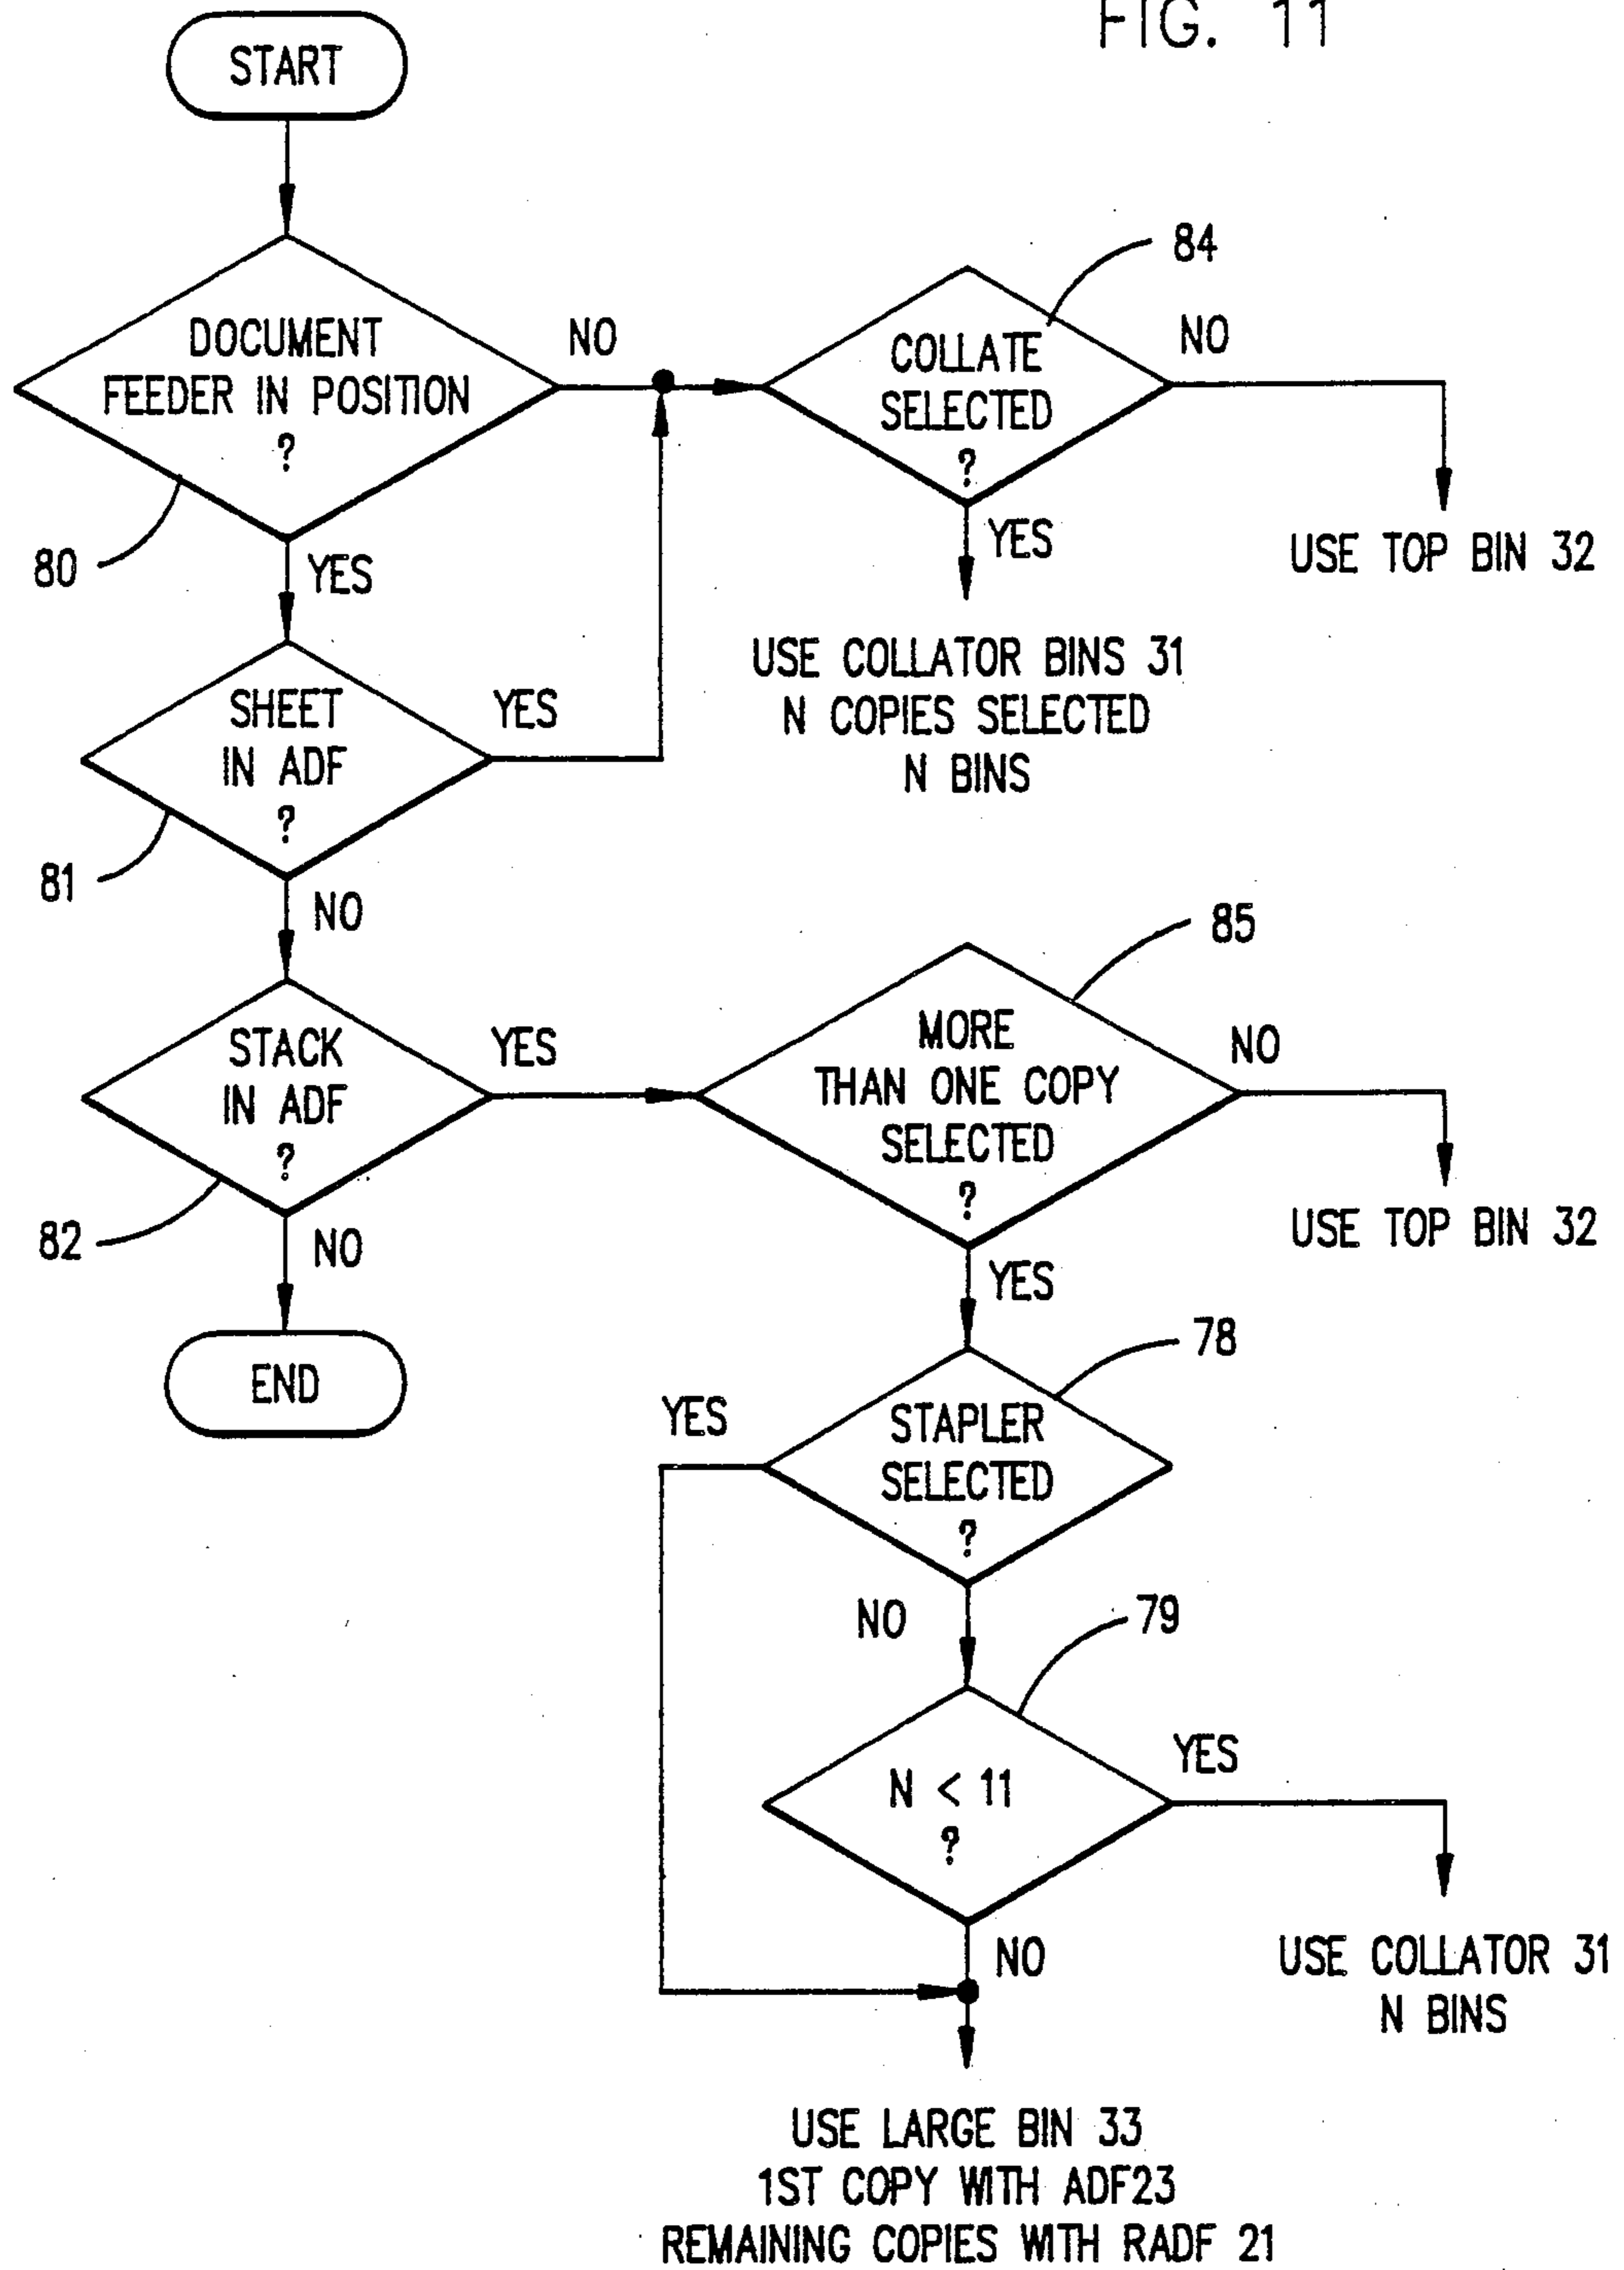 FIG. 11
START
DOCUMENT
FEEDER IN POSITION
?
NO
YES
80
84
COLLATE
SELECTED
?
NO
YES
USE TOP BIN 32
USE COLLATOR BINS 31
N COPIES SELECTED
N BINS
SHEET
IN ADF
?
YES
81
NO
STACK
IN ADF
?
YES
82
NO
END
85
MORE
THAN ONE COPY
SELECTED
?
NO
USE TOP BIN 32
YES
78
STAPLER
SELECTED
?
YES
NO
79
N < 11
?
YES
USE COLLATOR 31
N BINS
NO
USE LARGE BIN 33
1ST COPY WITH ADF23
REMAINING COPIES WITH RADF 21